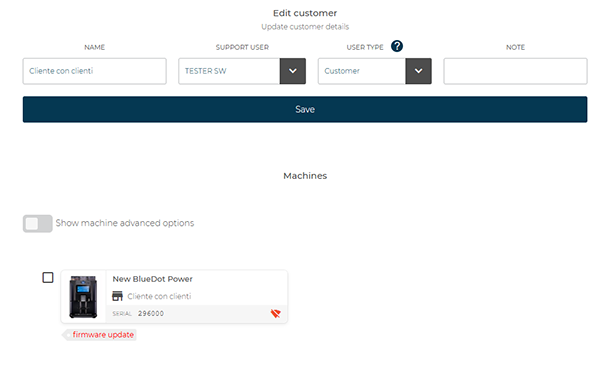 Edit customer
Update customer details
NAME SUPPORT USER USER TYPE ? NOTE
Cliente con clienti TESTER SW Customer
Save
Machines
Show machine advanced options
New BlueDot Power
Cliente con clienti
SERIAL 296000
firmware update